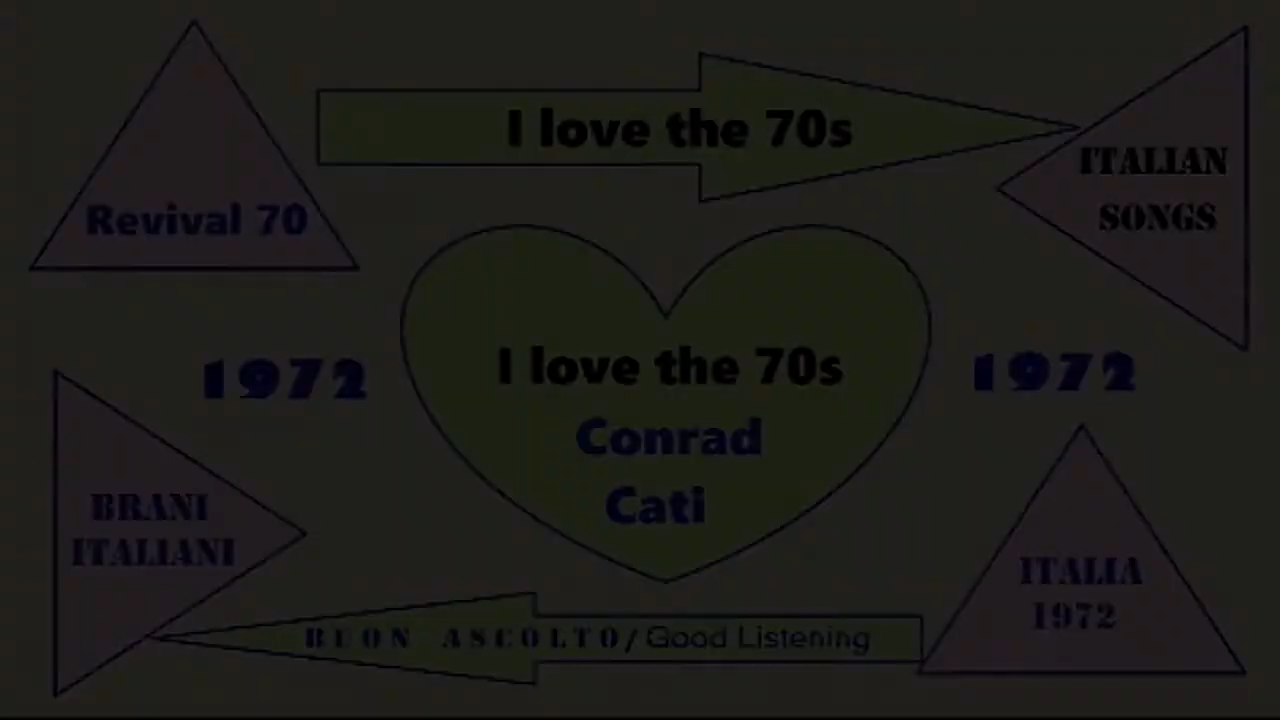 I love the 70s
ITALIAN
SONGS
Revival 70
1972
I love the 70s
Conrad
Cati
1972
BRANI
ITALIANI
ITALIA
1972
BUON ASCOLTO/Good Listening